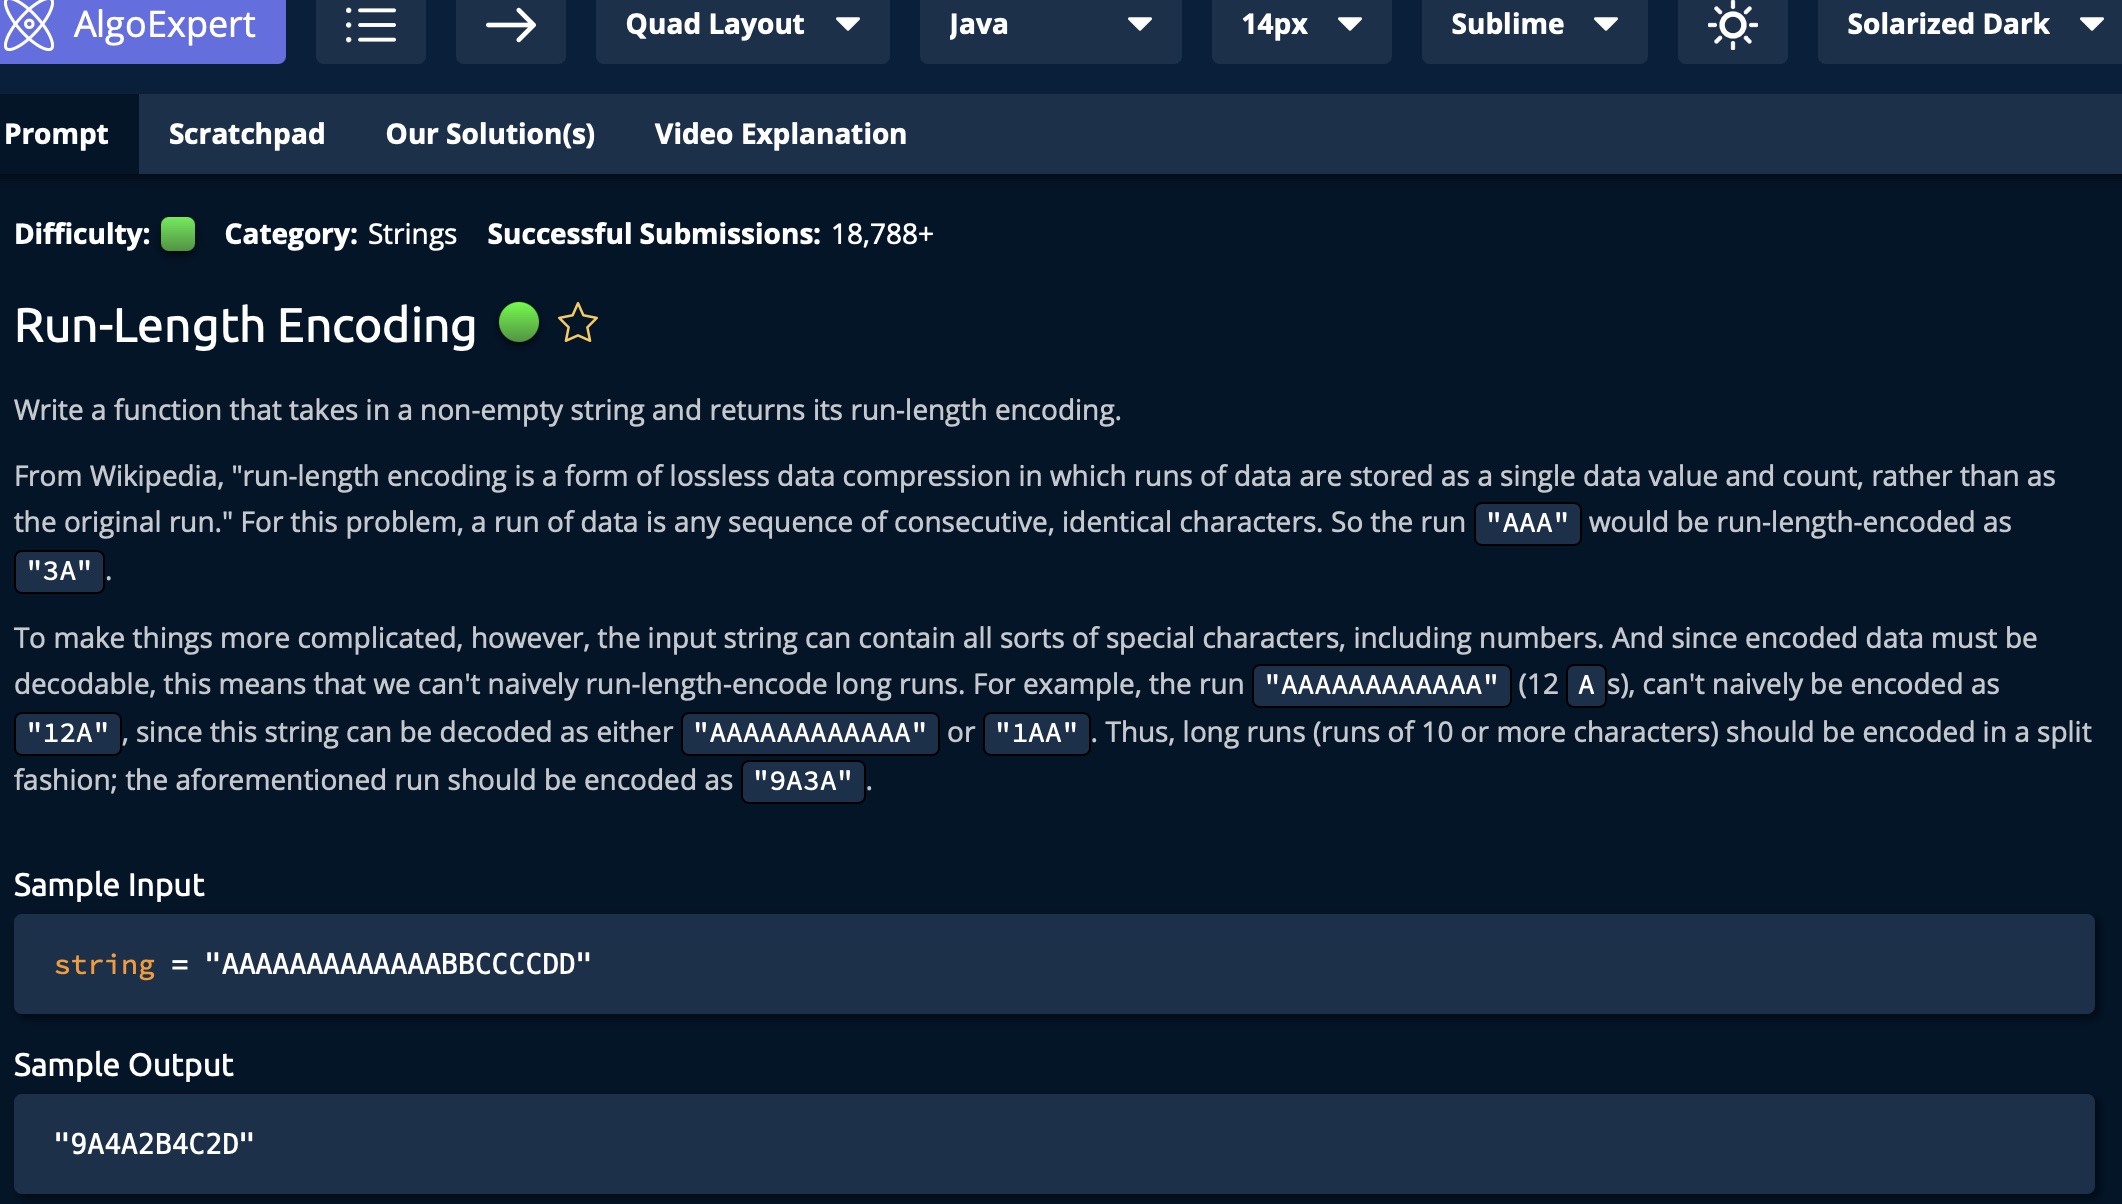 AlgoExpert
Quad Layout
Java
14px
Sublime
Solarized Dark
Prompt
Scratchpad
Our Solution(s)
Video Explanation
Difficulty: Category: Strings Successful Submissions: 18,788+
Run-Length Encoding
Write a function that takes in a non-empty string and returns its run-length encoding.
From Wikipedia, "run-length encoding is a form of lossless data compression in which runs of data are stored as a single data value and count, rather than as
the original run." For this problem, a run of data is any sequence of consecutive, identical characters. So the run "AAA" would be run-length-encoded as
"3A" .
To make things more complicated, however, the input string can contain all sorts of special characters, including numbers. And since encoded data must be
decodable, this means that we can't naively run-length-encode long runs. For example, the run "AAAAAAAAAAAA" (12 A s), can't naively be encoded as
"12A" , since this string can be decoded as either "AAAAAAAAAAAA" or "1AA" . Thus, long runs (runs of 10 or more characters) should be encoded in a split
fashion; the aforementioned run should be encoded as "9A3A" .
Sample Input
string = "AAAAAAAAAAAAABBCCCCDD"
Sample Output
"9A4A2B4C2D"